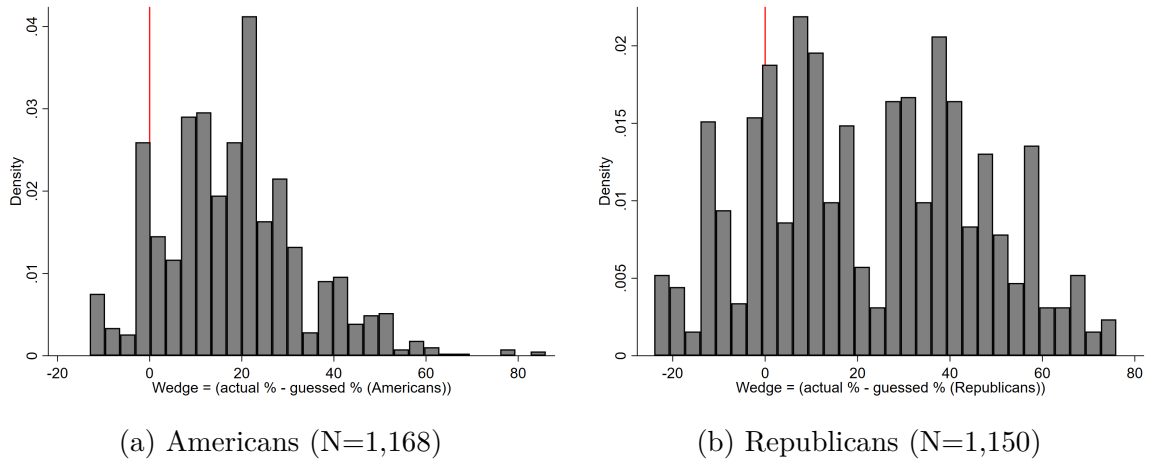 Density
.04
.03
.02
.01
0
-20 0 20 40 60 80
Wedge = (actual % - guessed % (Americans))
(a) Americans (N=1,168)
Density
.02
.015
.01
.005
0
-20 0 20 40 60 80
Wedge = (actual % - guessed % (Republicans))
(b) Republicans (N=1,150)